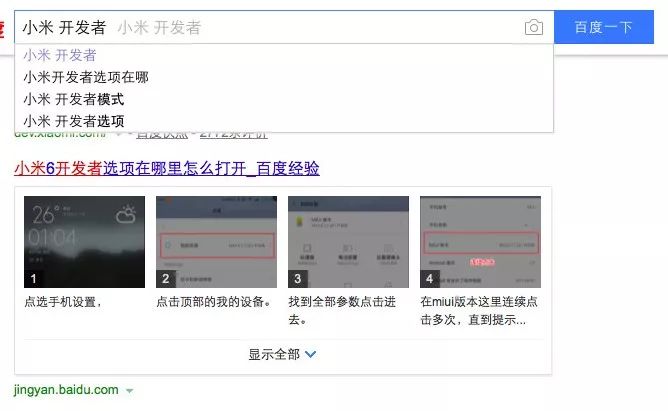 小米 开发者 小米 开发者
百度一下
小米 开发者
小米开发者选项在哪
小米 开发者模式
小米 开发者选项
dev.xiaomi.com/ - 百度快照 - 2772条评价
小米6开发者选项在哪里怎么打开_百度经验
26°
01:04
连续点击
1
2
3
4
点选手机设置，
点击顶部的我的设备。
找到全部参数点击进
去。
在miui版本这里连续点
击多次，直到提示...
显示全部
jingyan.baidu.com